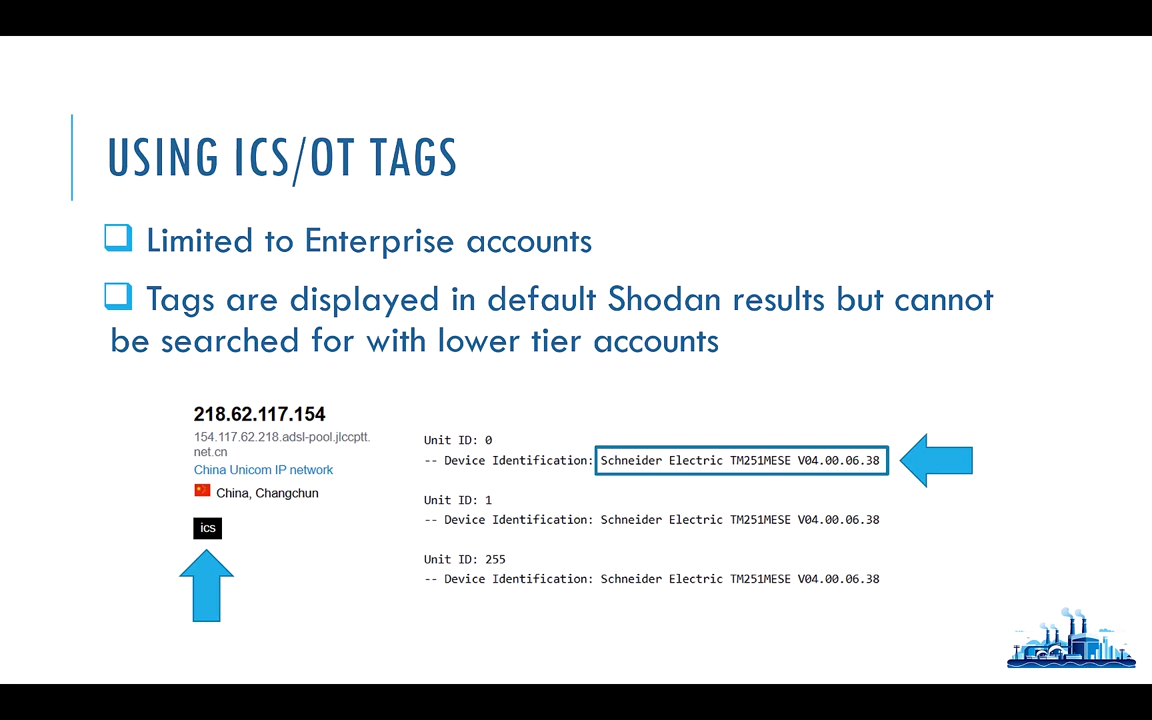 USING ICS/OT TAGS
Limited to Enterprise accounts
Tags are displayed in default Shodan results but cannot
be searched for with lower tier accounts
218.62.117.154
154.117.62.218.adsl-pool.jlccptt.
net.cn
China Unicom IP network
China, Changchun
ics
Unit ID: 0
-- Device Identification: Schneider Electric TM251MESE V04.00.06.38
Unit ID: 1
-- Device Identification: Schneider Electric TM251MESE V04.00.06.38
Unit ID: 255
-- Device Identification: Schneider Electric TM251MESE V04.00.06.38